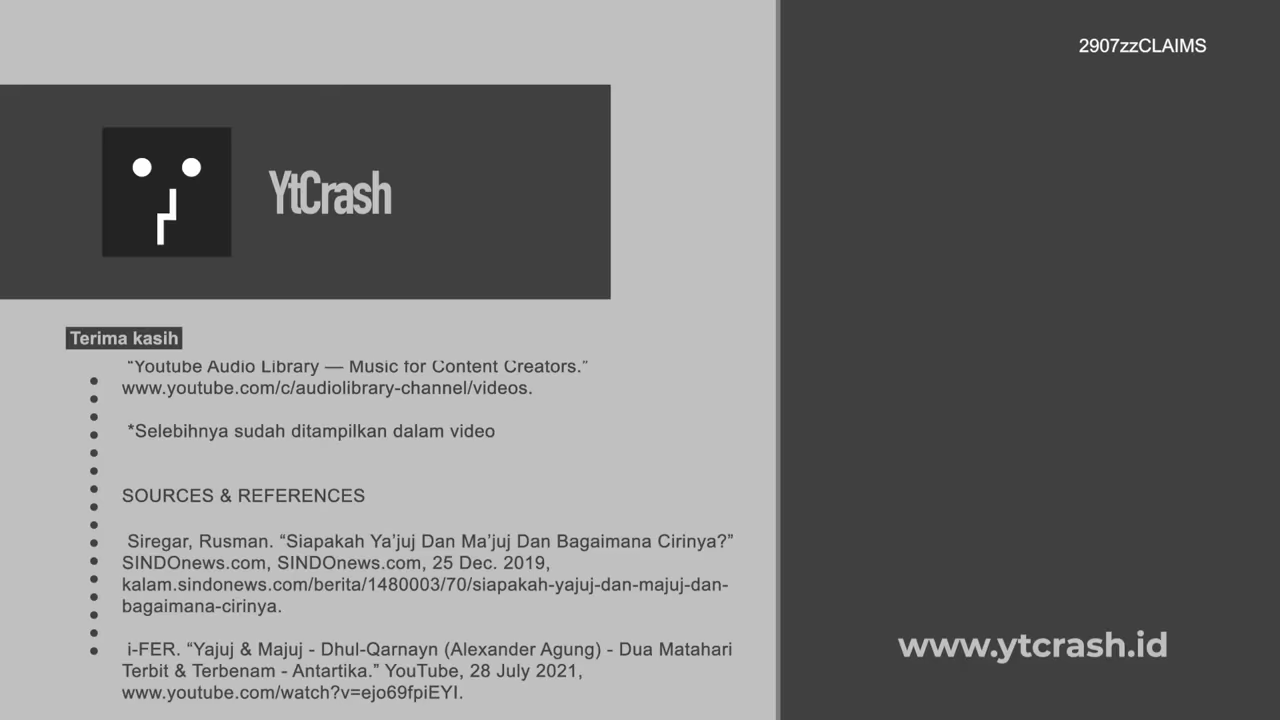 2907zzCLAIMS
YtCrash
Terima kasih
“Youtube Audio Library — Music for Content Creators.”
www.youtube.com/c/audiolibrary-channel/videos.
*Selebihnya sudah ditampilkan dalam video
SOURCES & REFERENCES
Siregar, Rusman. “Siapakah Ya’juj Dan Ma’juj Dan Bagaimana Cirinya?”
SINDOnews.com, SINDOnews.com, 25 Dec. 2019,
kalam.sindonews.com/berita/1480003/70/siapakah-yajuj-dan-majuj-dan-
bagaimana-cirinya.
i-FER. “Yajuj & Majuj - Dhul-Qarnayn (Alexander Agung) - Dua Matahari
Terbit & Terbenam - Antartika.” YouTube, 28 July 2021,
www.youtube.com/watch?v=ejo69fpiEYI.
www.ytcrash.id